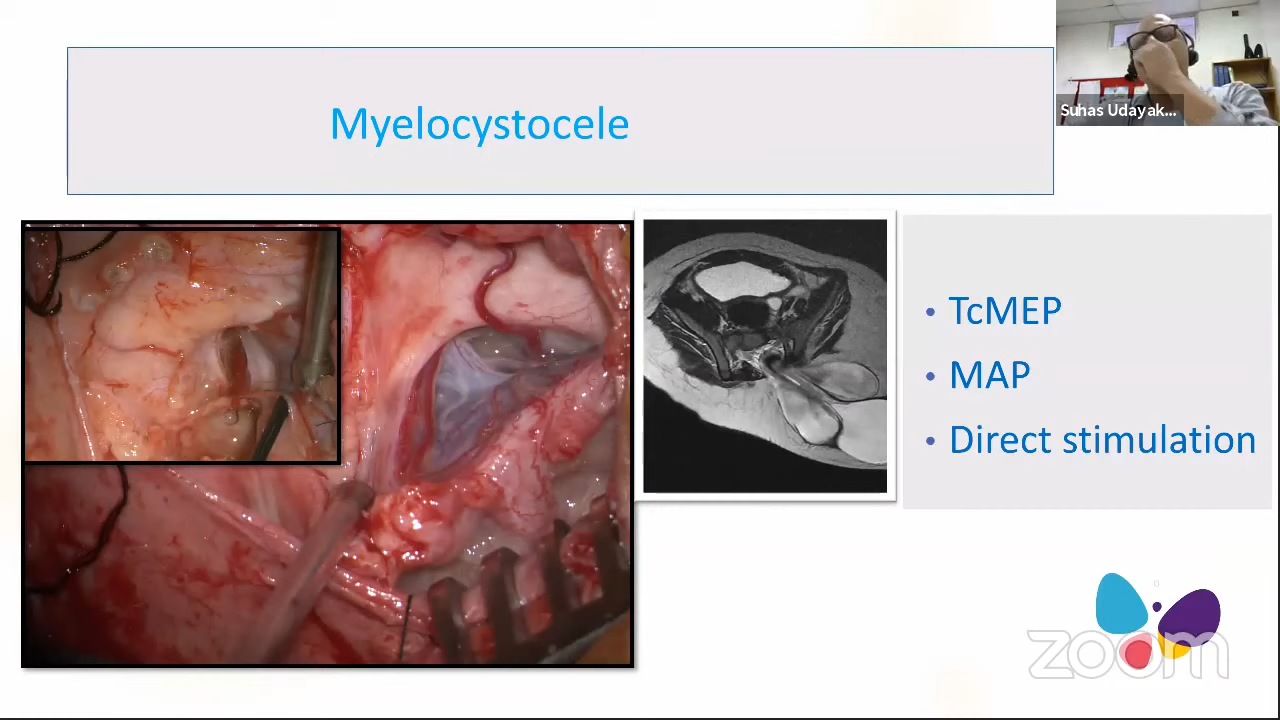 Suhas Udayak...
Myelocystocele
• TcMEP
• MAP
• Direct stimulation
zoom